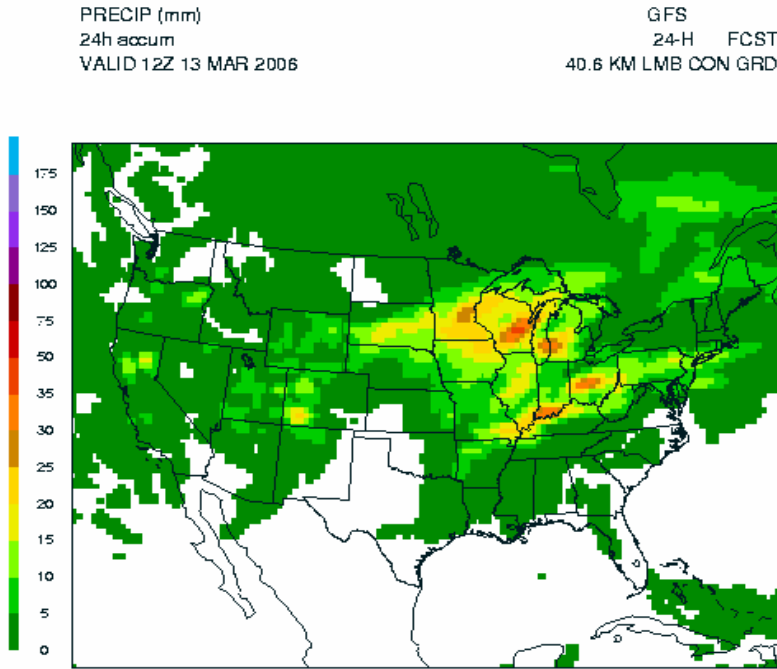 PRECIP (mm)
24h accum
VALID 12Z 13 MAR 2006
GFS
24-H FCST
40.6 KM LMB CON GRD
175
150
125
100
75
50
35
30
25
20
15
10
5
0